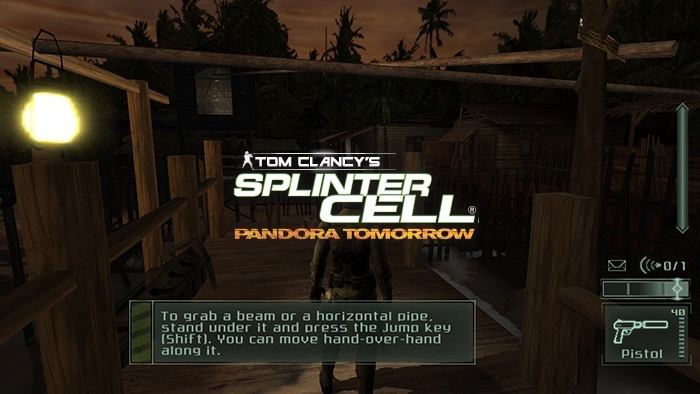 TOM CLANCY'S
SPLINTER
CELL®
PANDORA TOMORROW
0/1
40
Pistol
To grab a beam or a horizontal pipe,
stand under it and press the Jump key
(Shift). You can move hand-over-hand
along it.